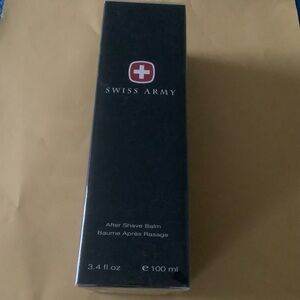 SWISS ARMY
After Shave Balm
Baume Après Rasage
3.4 fl oz ℮ 100 ml